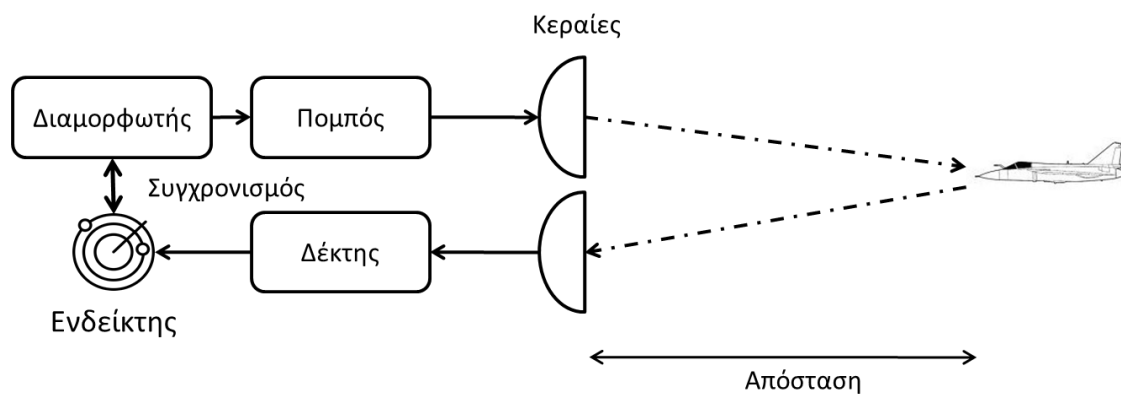 Κεραίες
Διαμορφωτής
Πομπός
Συγχρονισμός
Δέκτης
Ενδείκτης
Απόσταση